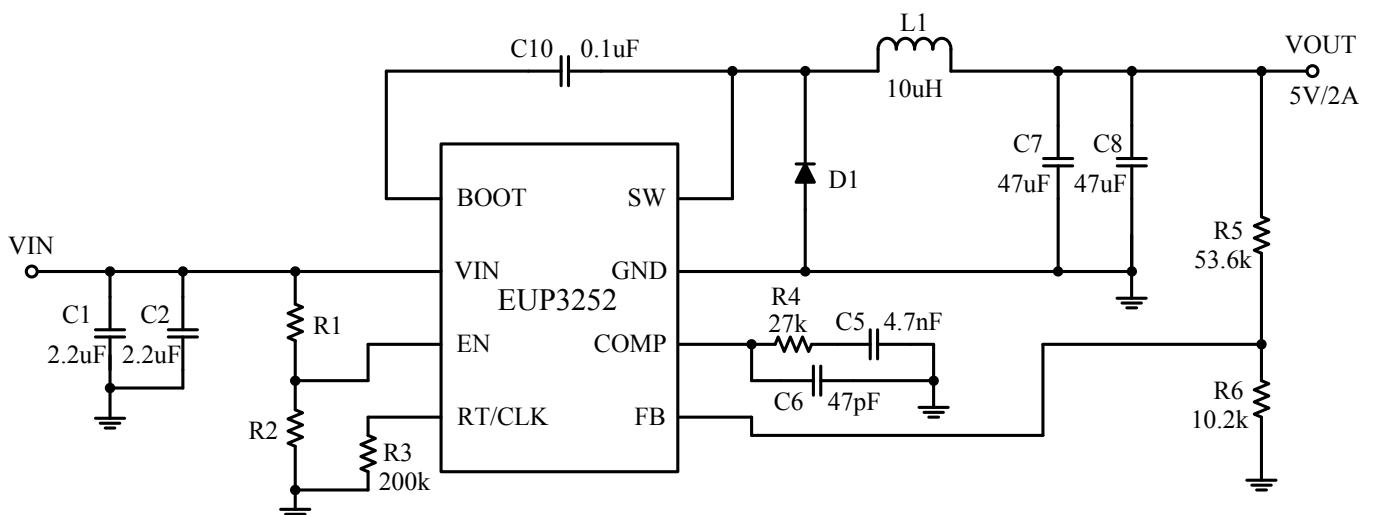 L1
10uH
C10 0.1uF
VOUT
5V/2A
C7
47uF
C8
47uF
D1
BOOT
SW
VIN
VIN
GND
EUP3252
R5
53.6k
C1
2.2uF
C2
2.2uF
R1
EN
COMP
R4
27k
C5
4.7nF
C6
47pF
R6
10.2k
R2
RT/CLK
FB
R3
200k